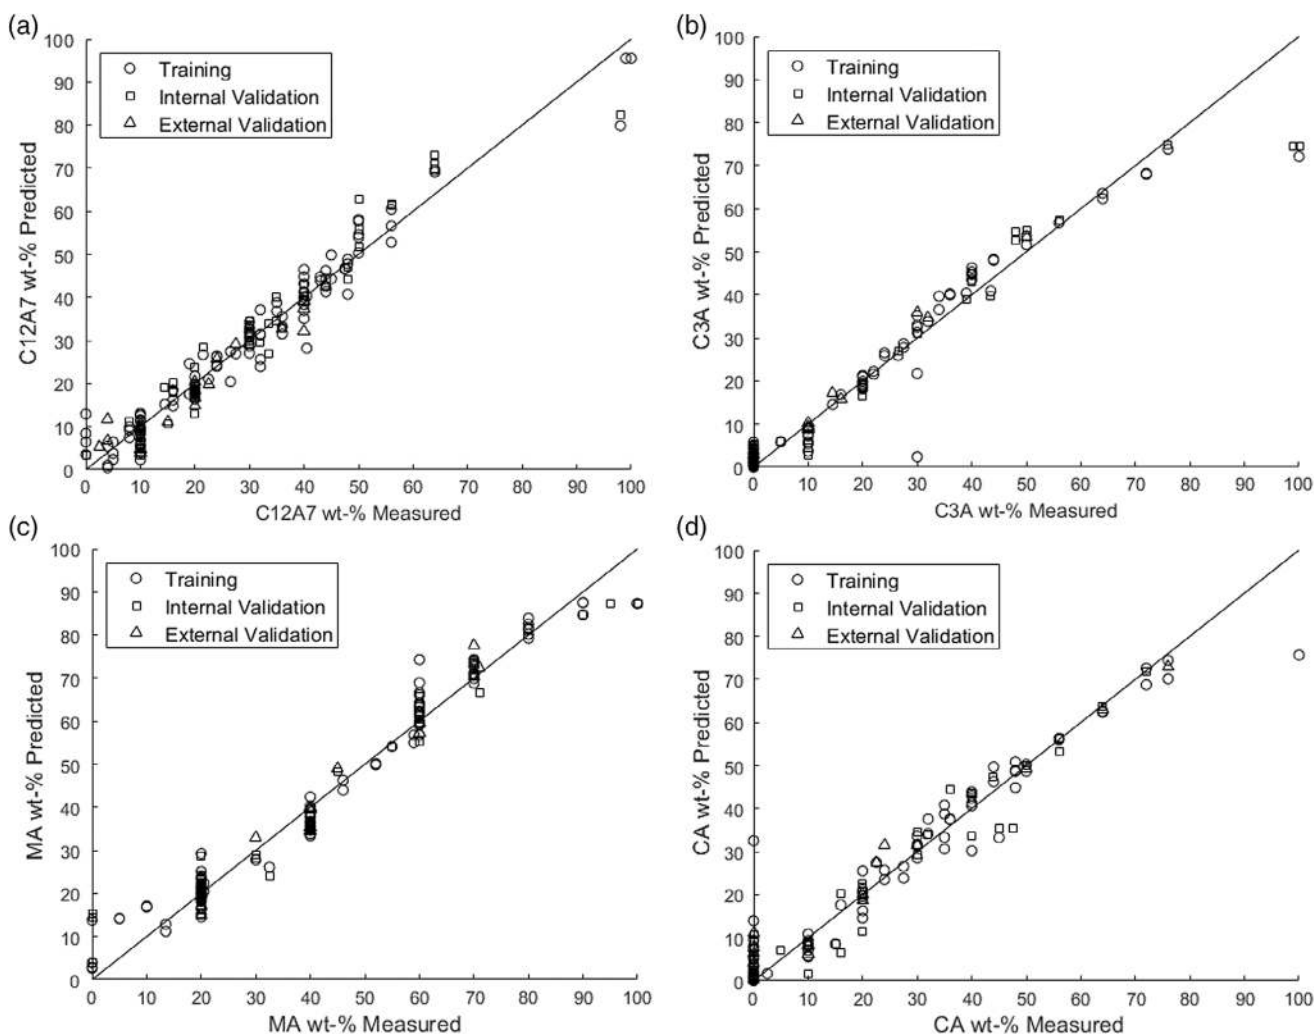 (a)
100
90
80
70
60
50
40
30
20
10
0
C12A7 wt-% Predicted
Training
Internal Validation
External Validation
0 10 20 30 40 50 60 70 80 90 100
C12A7 wt-% Measured
(b)
100
90
80
70
60
50
40
30
20
10
0
C3A wt-% Predicted
Training
Internal Validation
External Validation
0 10 20 30 40 50 60 70 80 90 100
C3A wt-% Measured
(c)
100
90
80
70
60
50
40
30
20
10
0
MA wt-% Predicted
Training
Internal Validation
External Validation
0 10 20 30 40 50 60 70 80 90 100
MA wt-% Measured
(d)
100
90
80
70
60
50
40
30
20
10
0
CA wt-% Predicted
Training
Internal Validation
External Validation
0 10 20 30 40 50 60 70 80 90 100
CA wt-% Measured